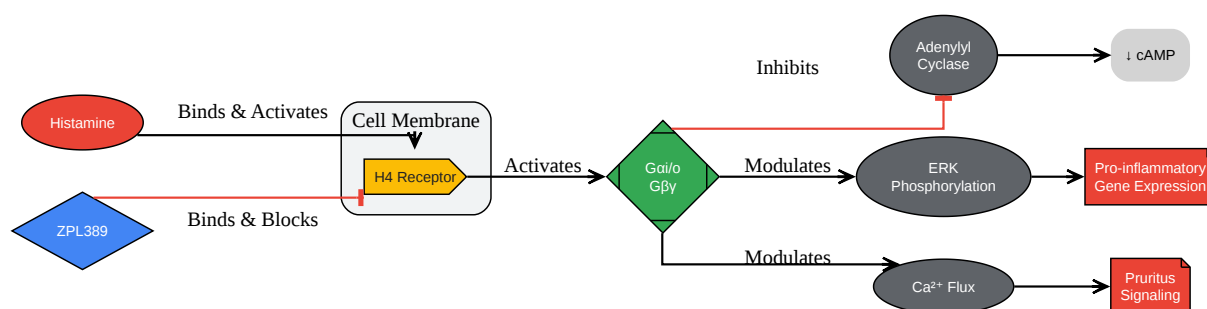 Histamine
Binds & Activates
Cell Membrane
H4 Receptor
ZPL389
Binds & Blocks
Activates
Gαi/o
Gβγ
Inhibits
Adenylyl
Cyclase
↓ cAMP
Modulates
ERK
Phosphorylation
Pro-inflammatory
Gene Expression
Modulates
Ca²⁺ Flux
Pruritus
Signaling